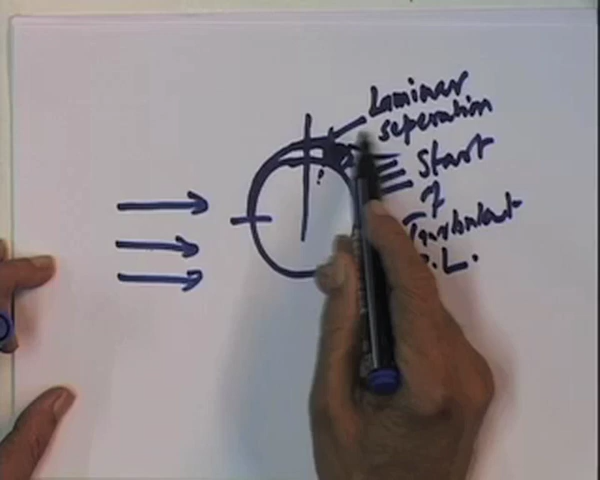 Laminar
seperation
Start
of
Turbulent
B.L.
?